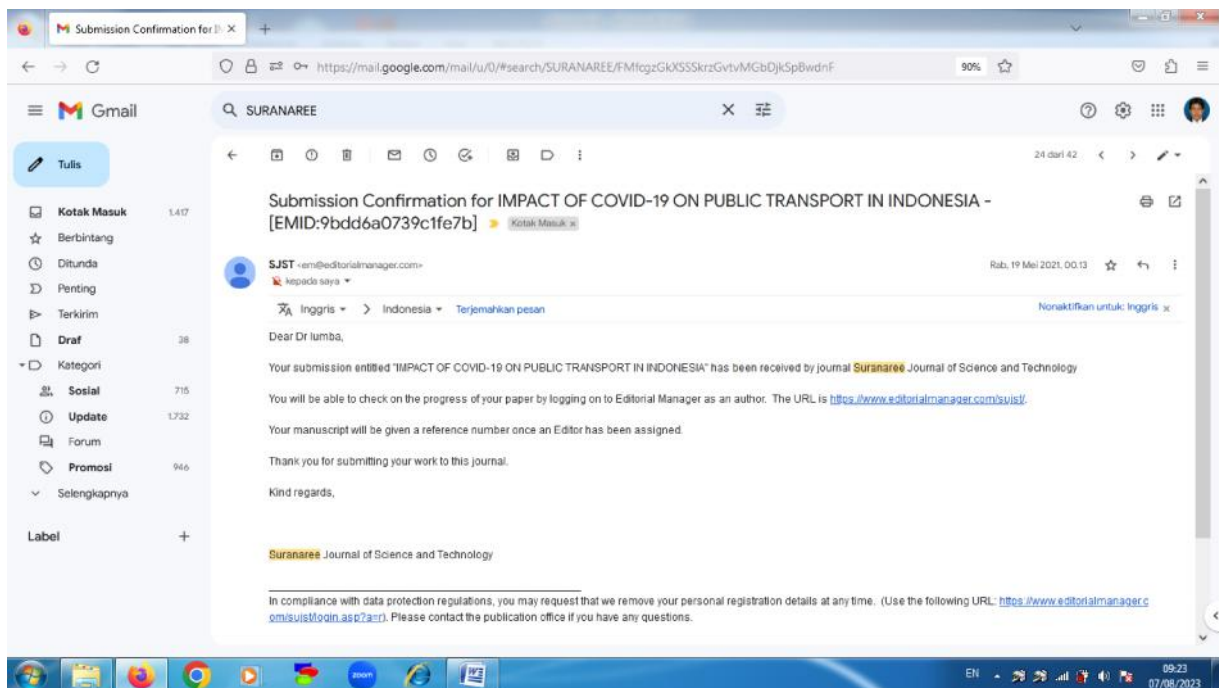 Submission Confirmation for I
https://mail.google.com/mail/u/0/#search/SURANAREE/FMfcgzGkXSSSkrzGvtvMGbDjkSpBwdnF
90%
Gmail
SURANAREE
Tulis
24 dari 42
Kotak Masuk 1.417
Berbintang
Ditunda
Penting
Terkirim
Draf 38
Kategori
Sosial 715
Update 1.732
Forum
Promosi 946
Selengkapnya
Label
Submission Confirmation for IMPACT OF COVID-19 ON PUBLIC TRANSPORT IN INDONESIA -
[EMID:9bdd6a0739c1fe7b] Kotak Masuk x
SJST <em@editorialmanager.com> Rab, 19 Mei 2021, 00.13
kepada saya
Inggris Indonesia Terjemahkan pesan Nonaktifkan untuk: Inggris x
Dear Dr lumba,
Your submission entitled "IMPACT OF COVID-19 ON PUBLIC TRANSPORT IN INDONESIA" has been received by journal Suranaree Journal of Science and Technology
You will be able to check on the progress of your paper by logging on to Editorial Manager as an author. The URL is https://www.editorialmanager.com/sujst/.
Your manuscript will be given a reference number once an Editor has been assigned.
Thank you for submitting your work to this journal.
Kind regards,
Suranaree Journal of Science and Technology
In compliance with data protection regulations, you may request that we remove your personal registration details at any time. (Use the following URL: https://www.editorialmanager.c
om/sujst/login.asp?a=r). Please contact the publication office if you have any questions.
zoom
EN
09:23
07/08/2023